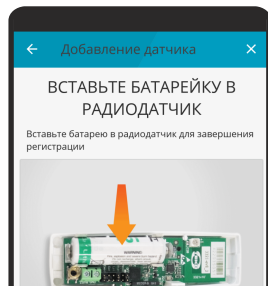 Добавление датчика
ВСТАВЬТЕ БАТАРЕЙКУ В
РАДИОДАТЧИК
Вставьте батарею в радиодатчик для завершения
регистрации